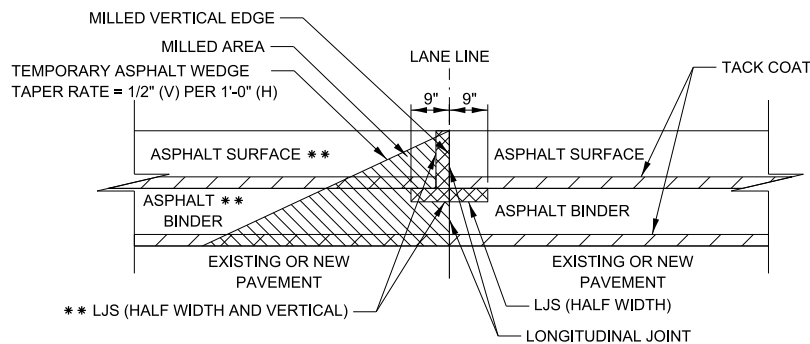 MILLED VERTICAL EDGE
MILLED AREA
TEMPORARY ASPHALT WEDGE
TAPER RATE = 1/2" (V) PER 1'-0" (H)
LANE LINE
9" 9"
TACK COAT
ASPHALT SURFACE **
ASPHALT SURFACE
ASPHALT **
BINDER
ASPHALT BINDER
EXISTING OR NEW
PAVEMENT
EXISTING OR NEW
PAVEMENT
** LJS (HALF WIDTH AND VERTICAL)
LJS (HALF WIDTH)
LONGITUDINAL JOINT